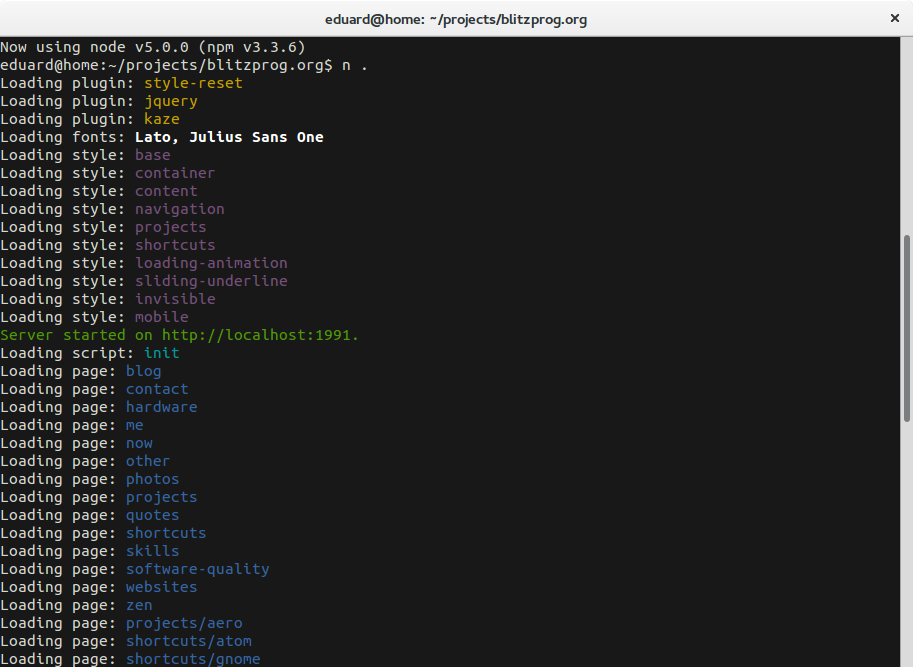 eduard@home: ~/projects/blitzprog.org
Now using node v5.0.0 (npm v3.3.6)
eduard@home:~/projects/blitzprog.org$ n .
Loading plugin: style-reset
Loading plugin: jquery
Loading plugin: kaze
Loading fonts: Lato, Julius Sans One
Loading style: base
Loading style: container
Loading style: content
Loading style: navigation
Loading style: projects
Loading style: shortcuts
Loading style: loading-animation
Loading style: sliding-underline
Loading style: invisible
Loading style: mobile
Server started on http://localhost:1991.
Loading script: init
Loading page: blog
Loading page: contact
Loading page: hardware
Loading page: me
Loading page: now
Loading page: other
Loading page: photos
Loading page: projects
Loading page: quotes
Loading page: shortcuts
Loading page: skills
Loading page: software-quality
Loading page: websites
Loading page: zen
Loading page: projects/aero
Loading page: shortcuts/atom
Loading page: shortcuts/gnome